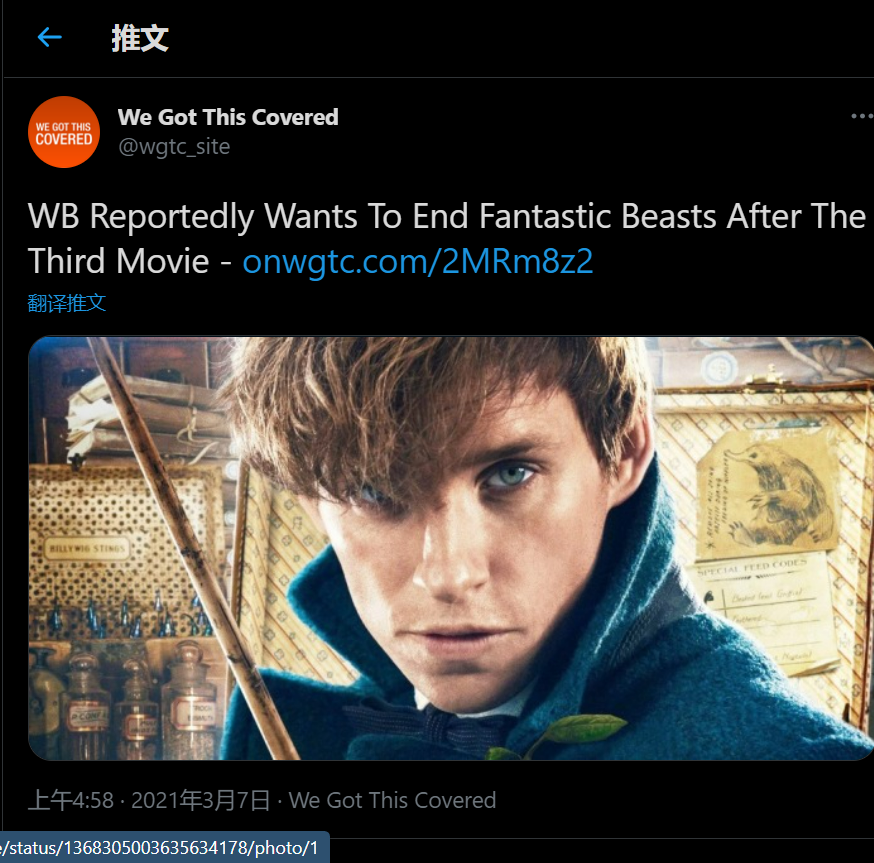 推文
WE GOT THIS
COVERED
We Got This Covered
@wgtc_site
WB Reportedly Wants To End Fantastic Beasts After The
Third Movie - onwgtc.com/2MRm8z2
翻译推文
BILLYWIG STINGS
SPECIAL FEED CODES
上午4:58 · 2021年3月7日 · We Got This Covered
/status/1368305003635634178/photo/1